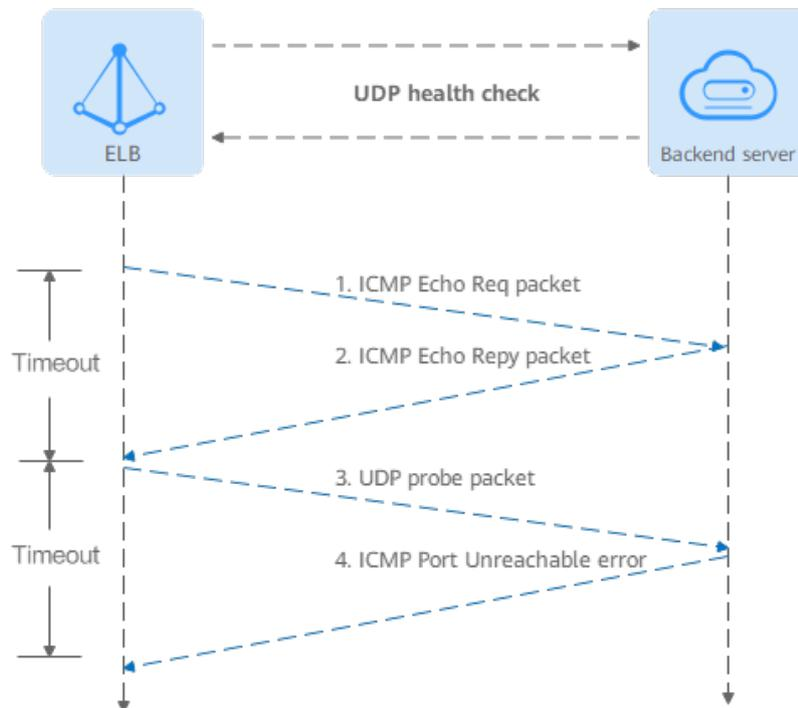 UDP health check
ELB
Backend server
1. ICMP Echo Req packet
Timeout
2. ICMP Echo Repy packet
3. UDP probe packet
Timeout
4. ICMP Port Unreachable error